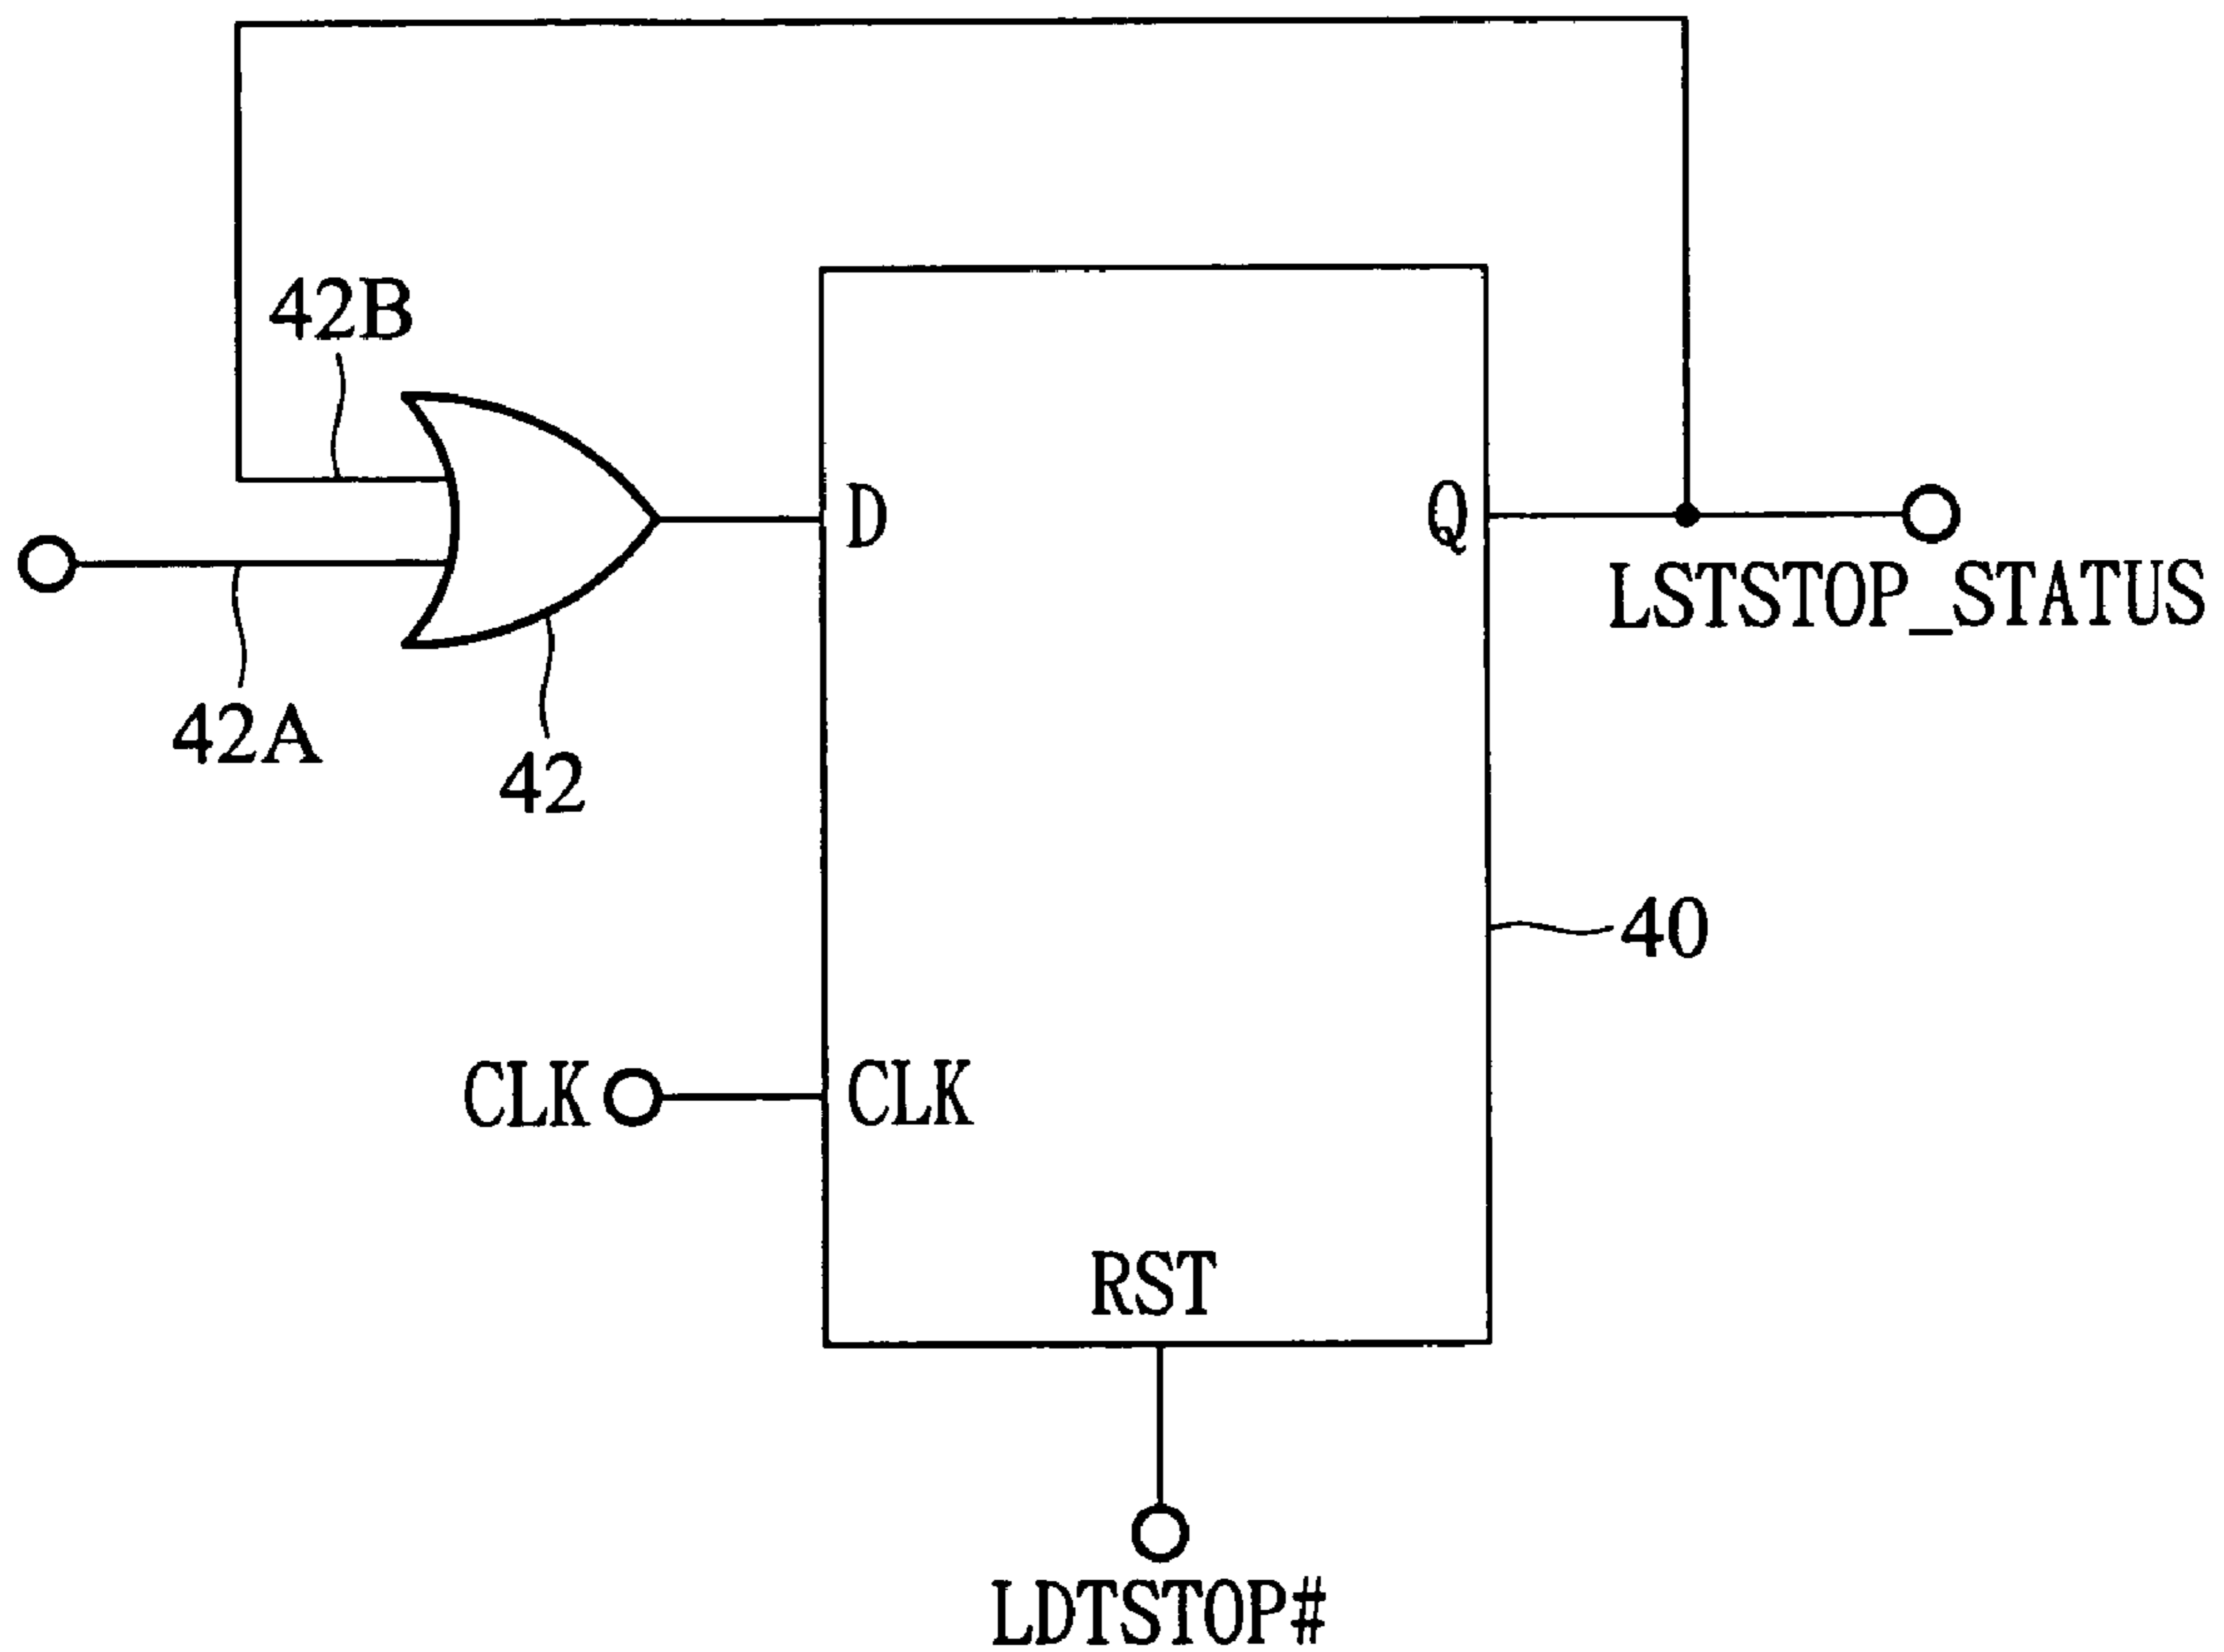 42B
D
Q
LSTSTOP_STATUS
42A
42
40
CLK
CLK
RST
LDTSTOP#